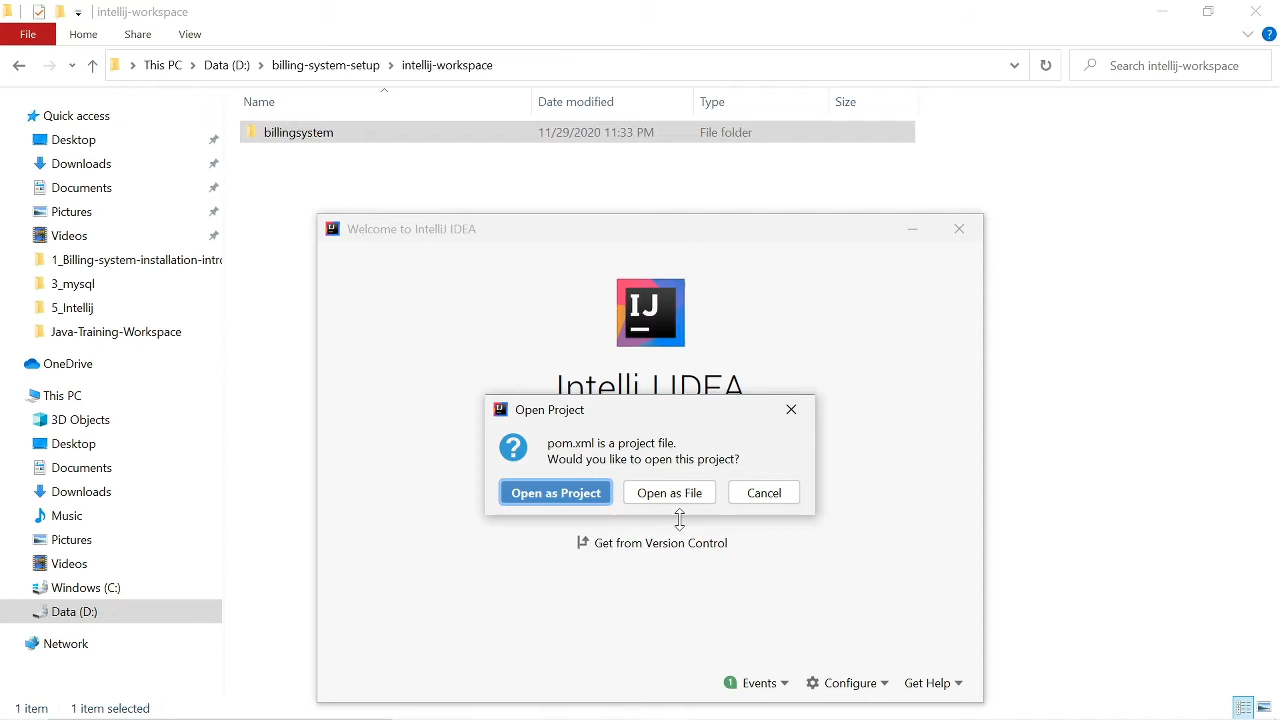 intellij-workspace
File
Home
Share
View
This PC
Data (D:)
billing-system-setup
intellij-workspace
Search intellij-workspace
Name
Date modified
Type
Size
billingsystem
11/29/2020 11:33 PM
File folder
Quick access
Desktop
Downloads
Documents
Pictures
Videos
1_Billing-system-installation-intro
3_mysql
5_Intellij
Java-Training-Workspace
OneDrive
This PC
3D Objects
Desktop
Documents
Downloads
Music
Pictures
Videos
Windows (C:)
Data (D:)
Network
1 item
1 item selected
Welcome to IntelliJ IDEA
IJ
IntelliJ IDEA
Open Project
pom.xml is a project file.
Would you like to open this project?
Open as Project
Open as File
Cancel
Get from Version Control
1 Events
Configure
Get Help